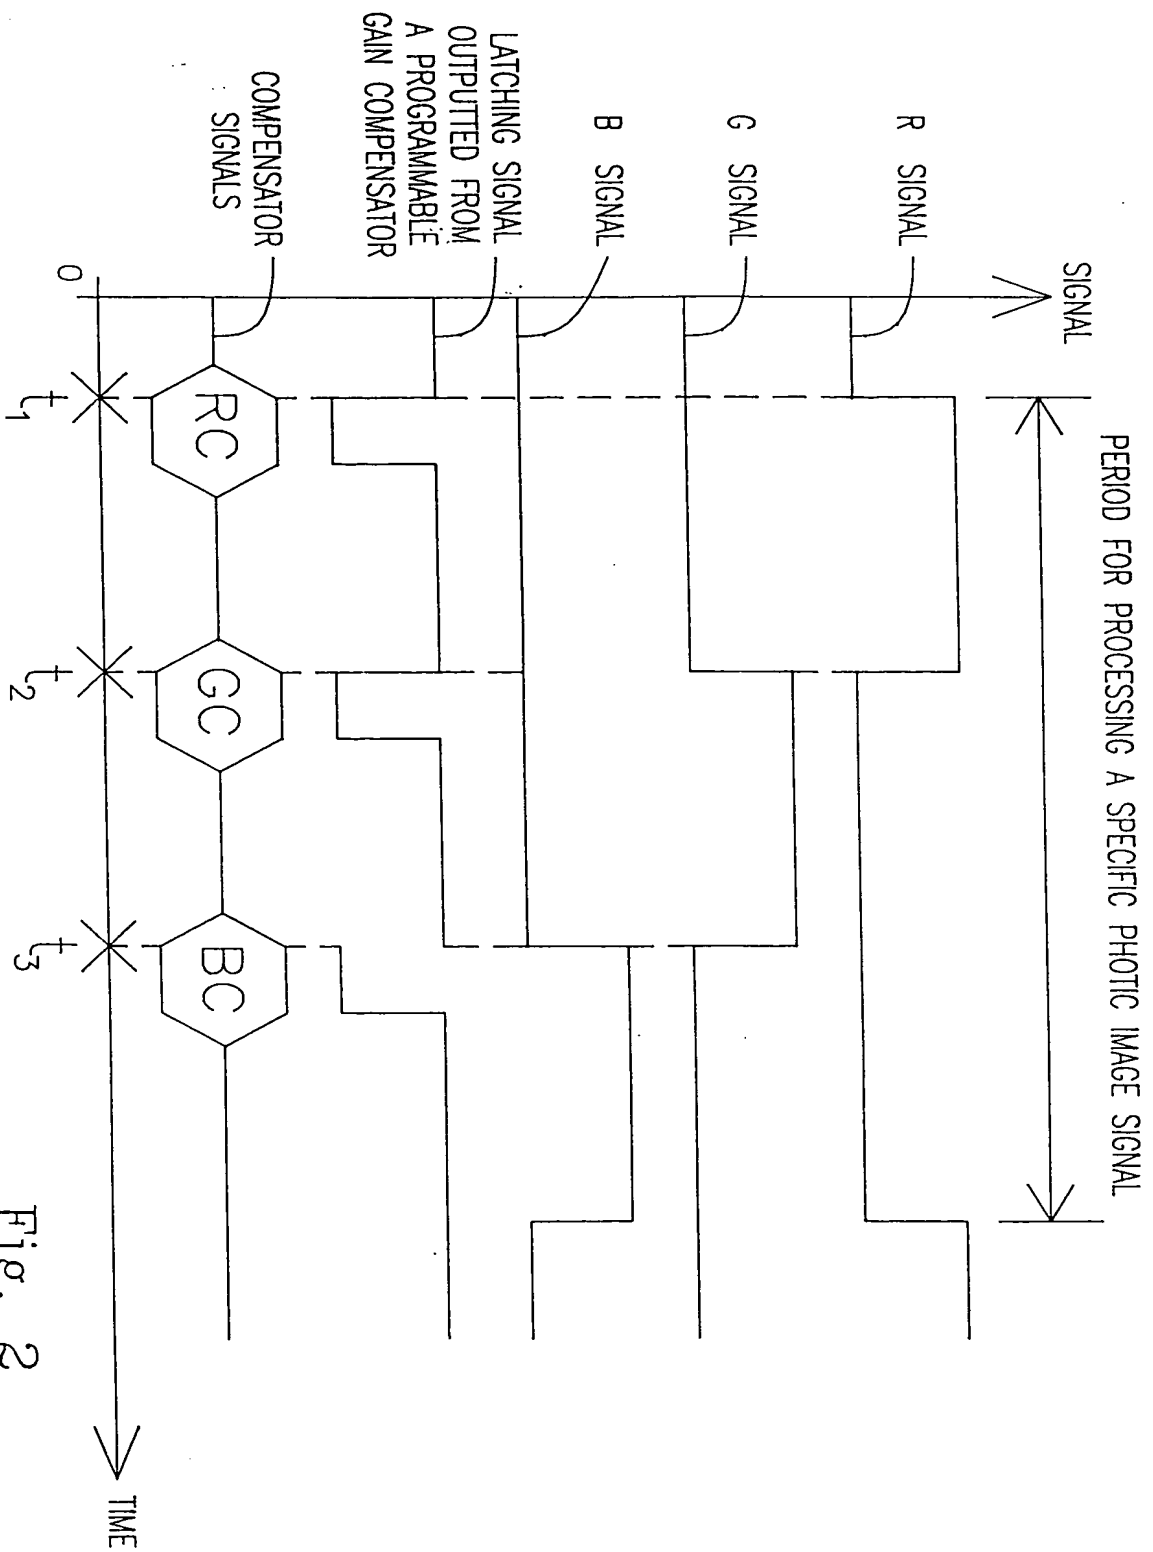 PERIOD FOR PROCESSING A SPECIFIC PHOTIC IMAGE SIGNAL
SIGNAL
R SIGNAL
G SIGNAL
B SIGNAL
LATCHING SIGNAL
OUTPUTTED FROM
A PROGRAMMABLE
GAIN COMPENSATOR
COMPENSATOR
SIGNALS
RC
GC
BC
0
t1
t2
t3
TIME
Fig. 2